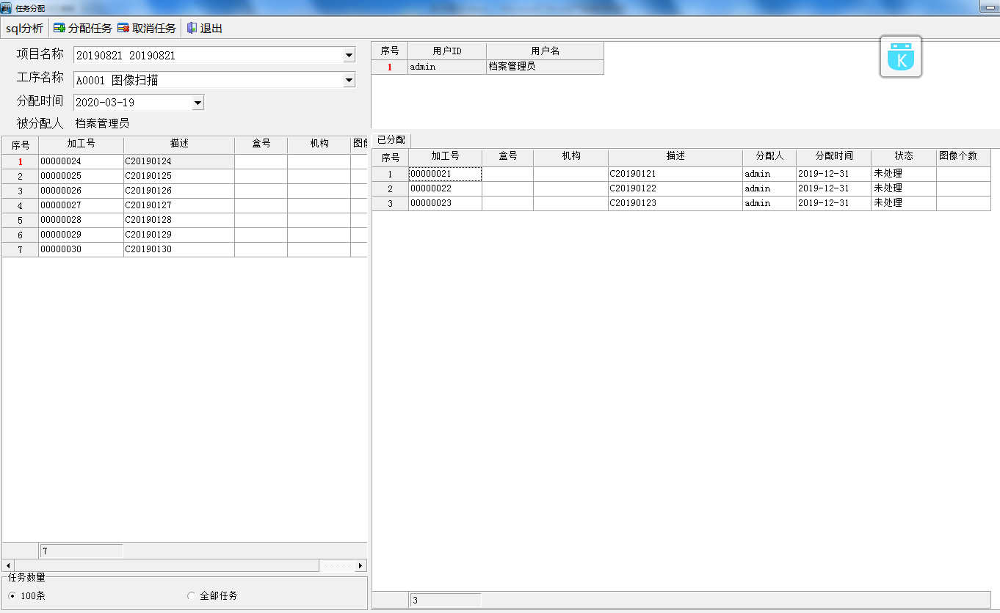 任务分配
sql分析 分配任务 取消任务 退出
项目名称 20190821 20190821
工序名称 A0001 图像扫描
分配时间 2020-03-19
被分配人 档案管理员
序号 加工号 描述 盒号 机构
1 00000024 C20190124
2 00000025 C20190125
3 00000026 C20190126
4 00000027 C20190127
5 00000028 C20190128
6 00000029 C20190129
7 00000030 C20190130
7
任务数量
100条 全部任务
序号 用户ID 用户名
1 admin 档案管理员
K
已分配
序号 加工号 盒号 机构 描述 分配人 分配时间 状态 图像个数
1 00000021 C20190121 admin 2019-12-31 未处理
2 00000022 C20190122 admin 2019-12-31 未处理
3 00000023 C20190123 admin 2019-12-31 未处理
3